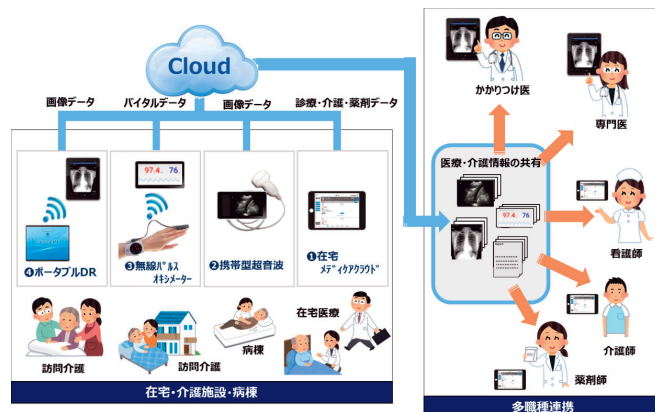 Cloud
画像データ
バイタルデータ
画像データ
診療・介護・薬剤データ
97.4. 76
❹ポータブルDR
❸無線パルス
オキシメーター
❷携帯型超音波
❶在宅
メディケアクラウド
訪問介護
訪問介護
病棟
在宅医療
在宅・介護施設・病棟
かかりつけ医
専門医
医療・介護情報の共有
97.4. 76
看護師
介護師
薬剤師
多職種連携